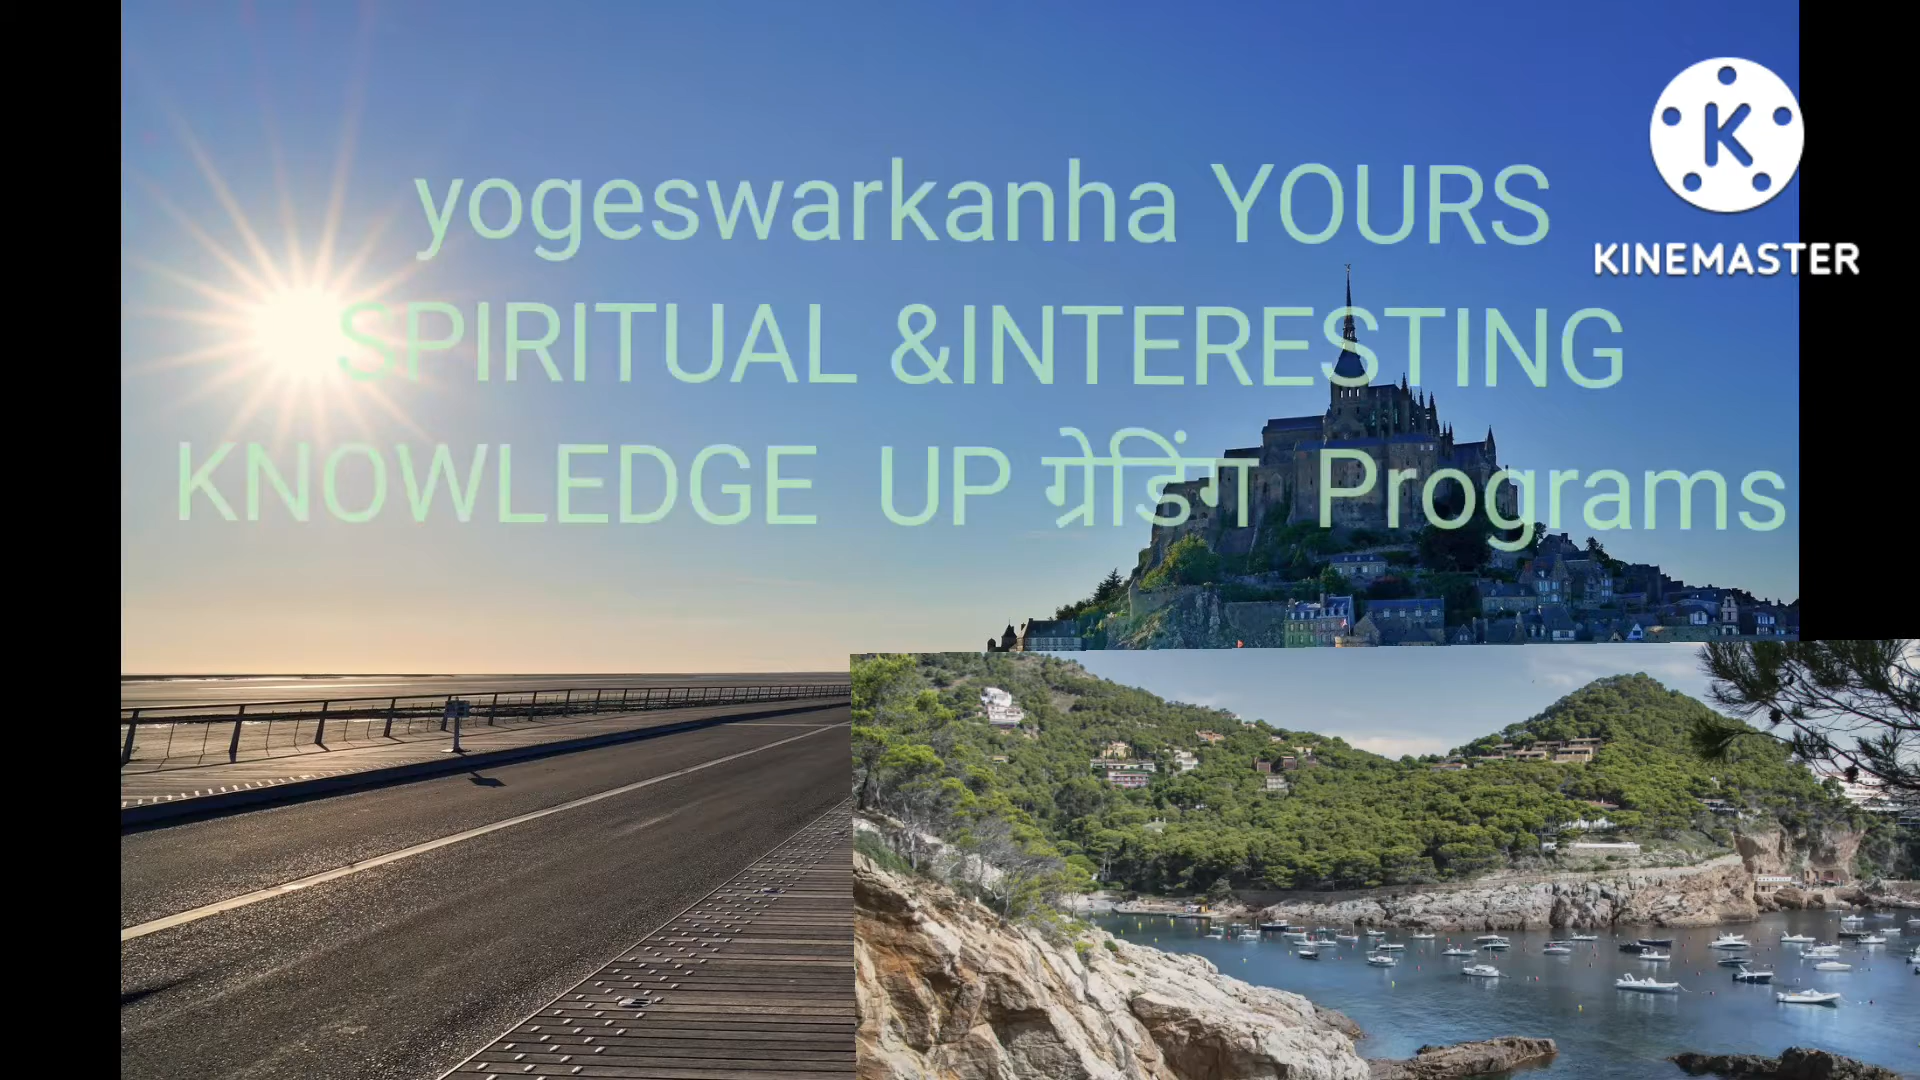 yogeswarkanha YOURS
SPIRITUAL &INTERESTING
KNOWLEDGE UP ग्रेडिंग Programs
K
KINEMASTER